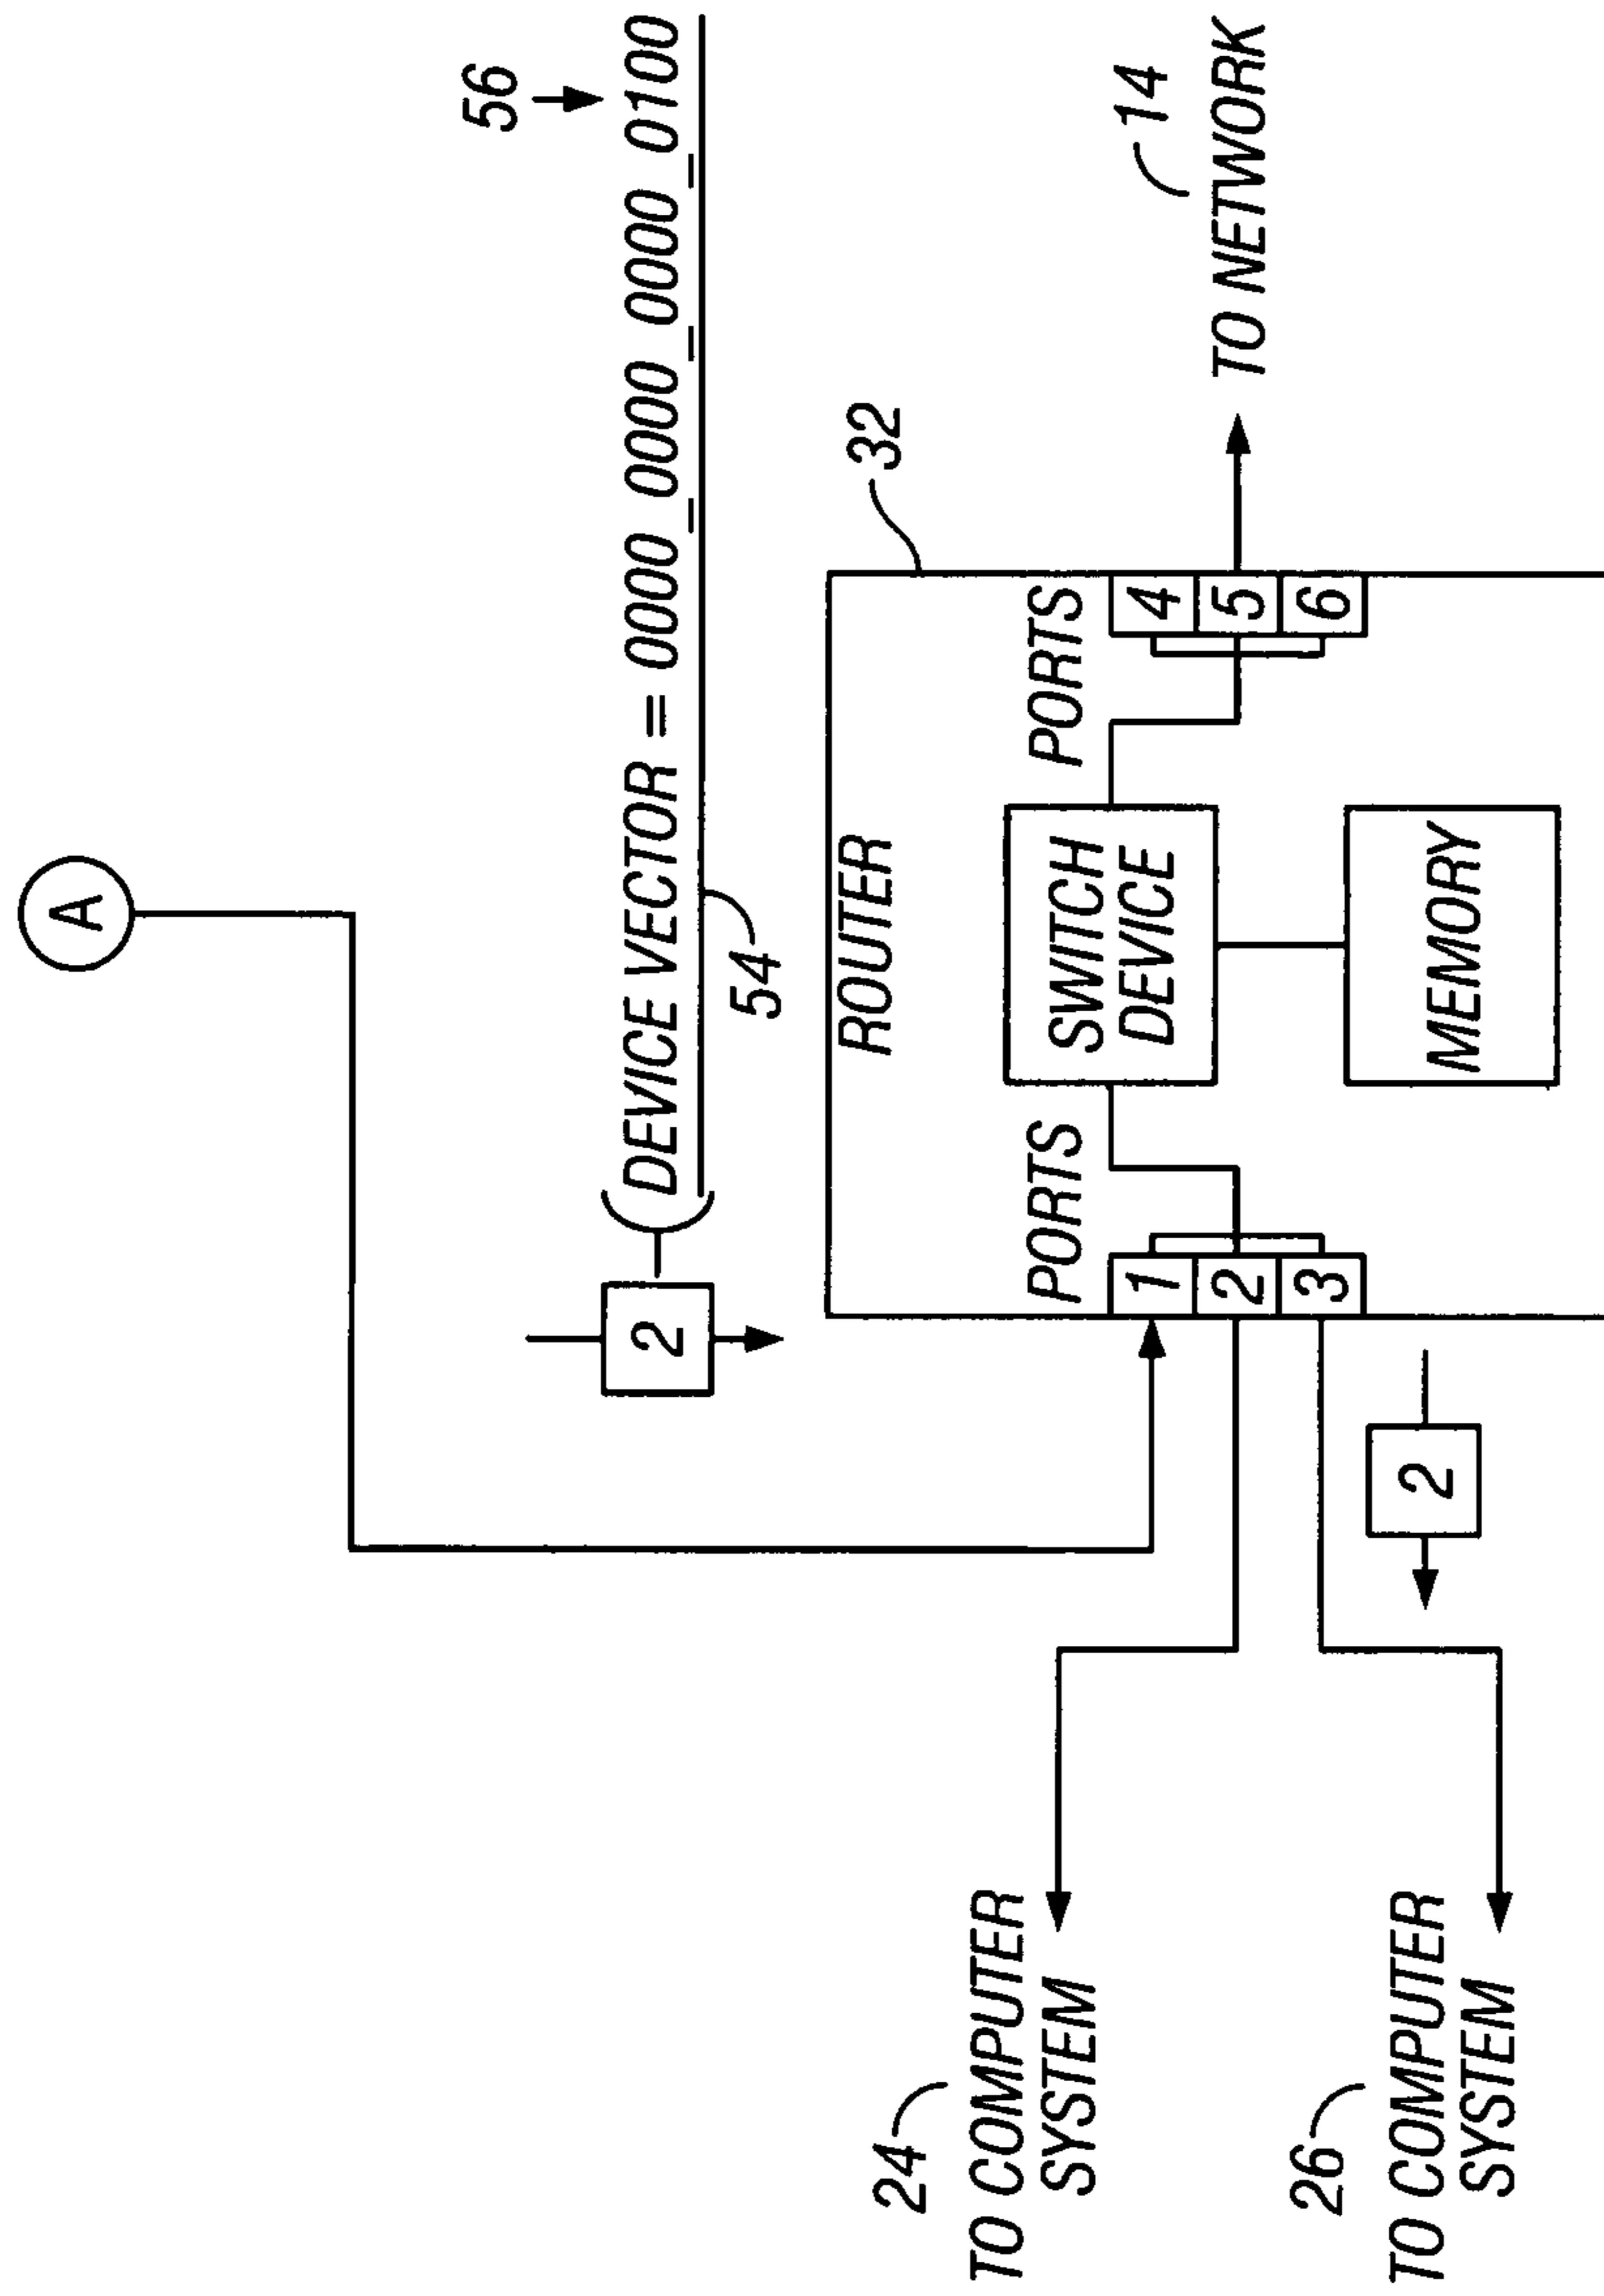 A
56
2
DEVICE VECTOR = 0000_0000_0000_0100
54
32
ROUTER
14
TO NETWORK
PORTS
PORTS
1
2
3
SWITCH
DEVICE
4
5
6
MEMORY
2
24
TO COMPUTER
SYSTEM
26
TO COMPUTER
SYSTEM